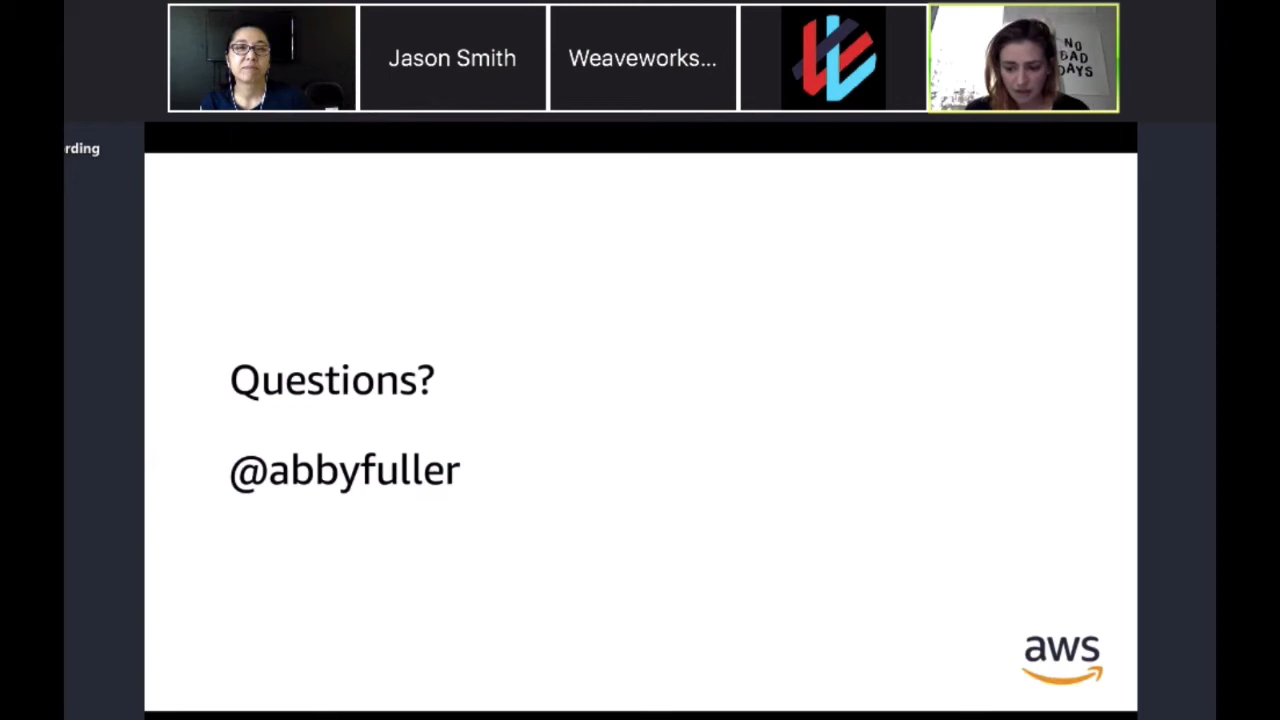 Jason Smith
Weaveworks...
NO
BAD
DAYS
rding
Questions?
@abbyfuller
aws